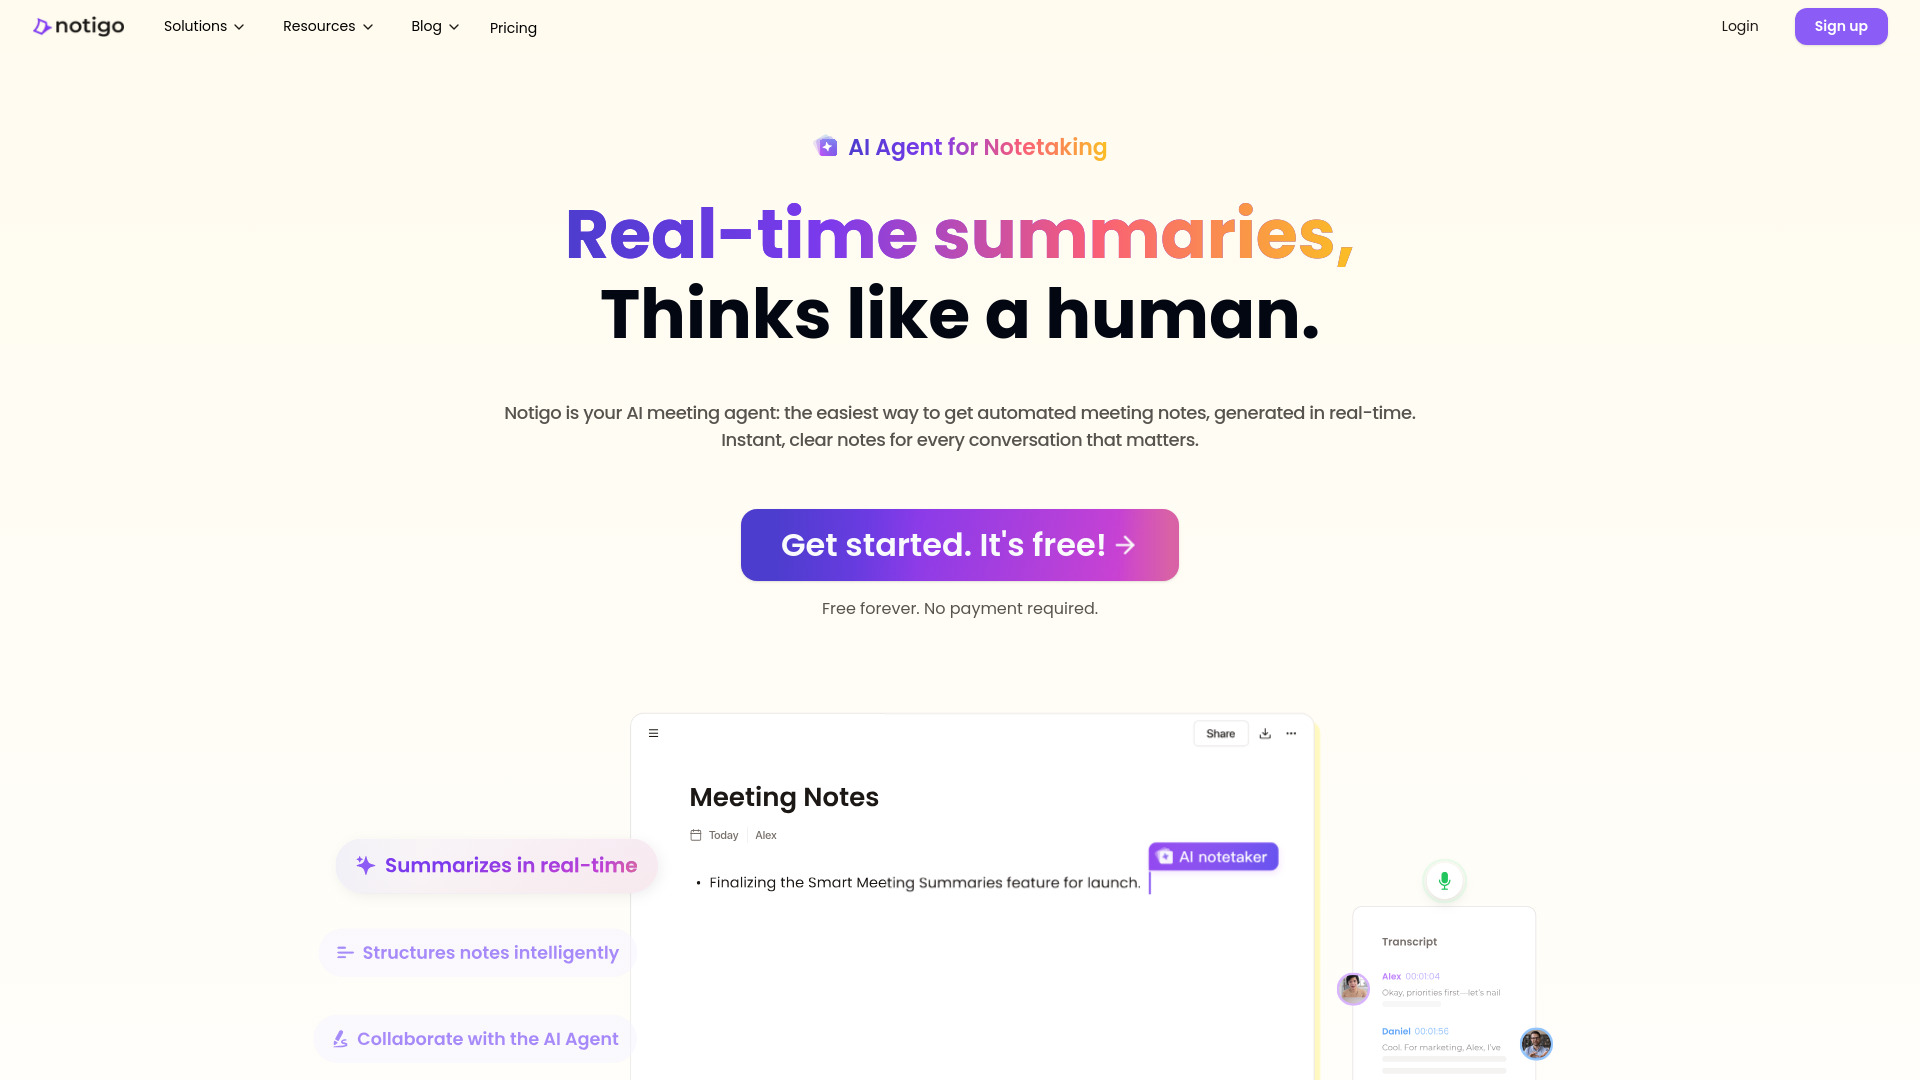 notigo
Solutions
Resources
Blog
Pricing
Login
Sign up
AI Agent for Notetaking
Real-time summaries,
Thinks like a human.
Notigo is your AI meeting agent: the easiest way to get automated meeting notes, generated in real-time.
Instant, clear notes for every conversation that matters.
Get started. It's free!
Free forever. No payment required.
Share
Meeting Notes
Today
Alex
AI notetaker
• Finalizing the Smart Meeting Summaries feature for launch.
Summarizes in real-time
Structures notes intelligently
Collaborate with the AI Agent
Transcript
Alex 00:01:04
Okay, priorities first—let's nail
Daniel 00:01:56
Cool. For marketing, Alex, I've